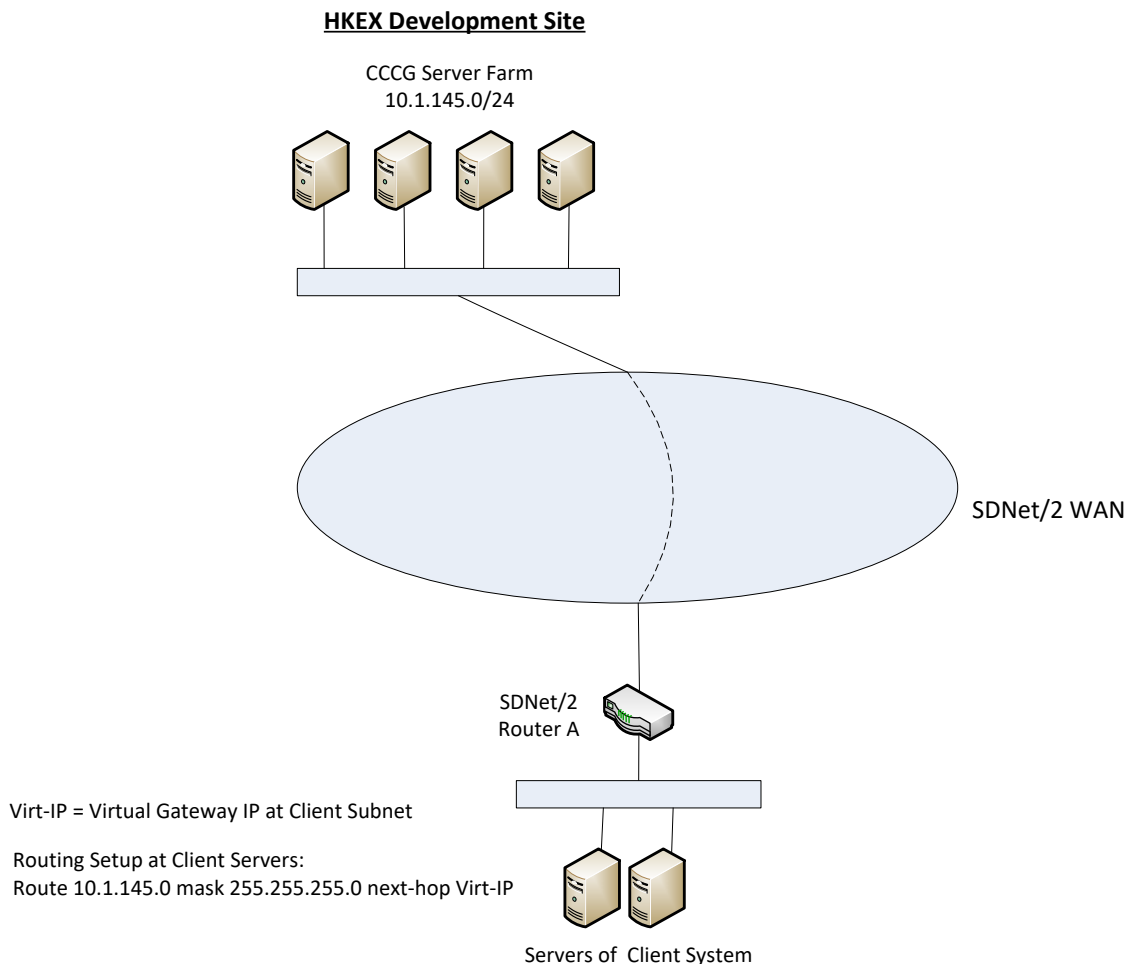 HKEX Development Site
CCCG Server Farm
10.1.145.0/24
SDNet/2 WAN
SDNet/2
Router A
Virt-IP = Virtual Gateway IP at Client Subnet
Routing Setup at Client Servers:
Route 10.1.145.0 mask 255.255.255.0 next-hop Virt-IP
Servers of Client System